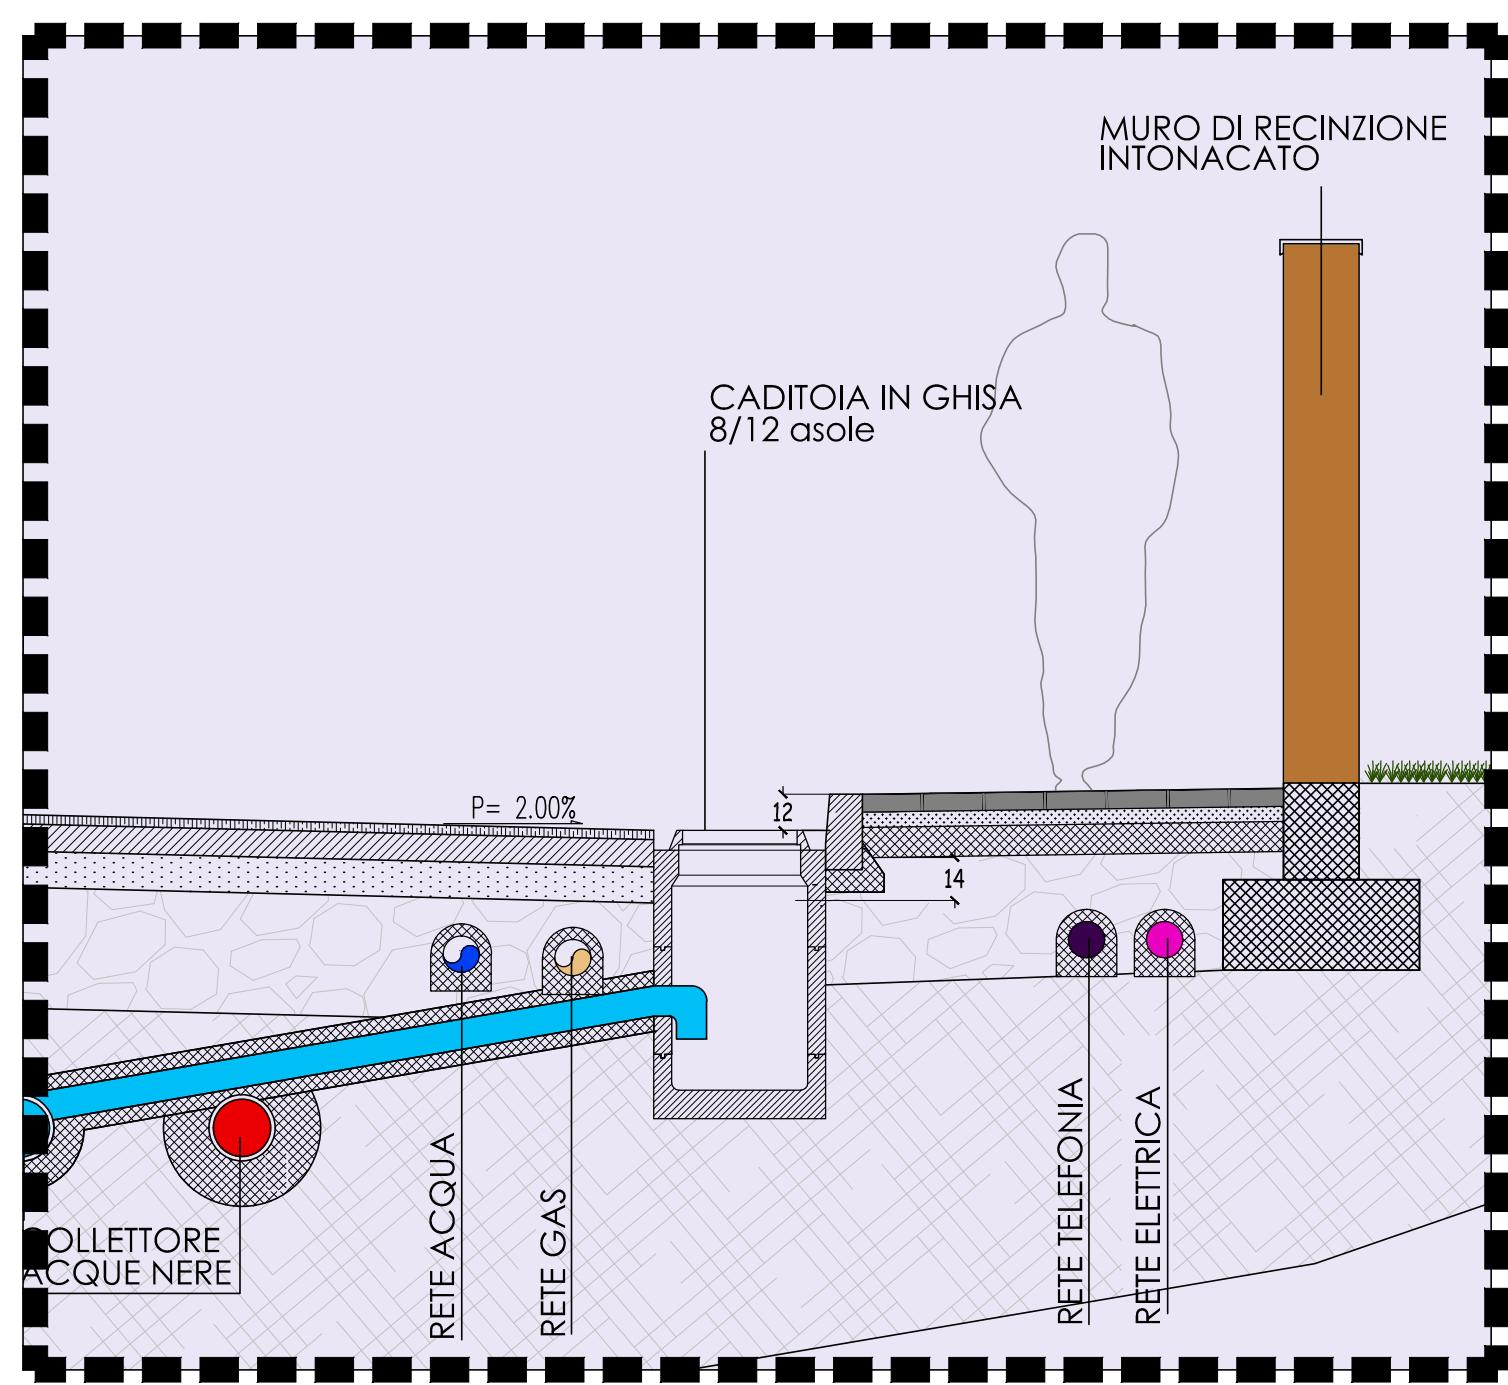 MURO DI RECINZIONE
INTONACATO
CADITOIA IN GHISA
8/12 asole
P= 2.00%
12
14
RETE ACQUA
RETE GAS
RETE TELEFONIA
RETE ELETTRICA
COLLETTORE
ACQUE NERE